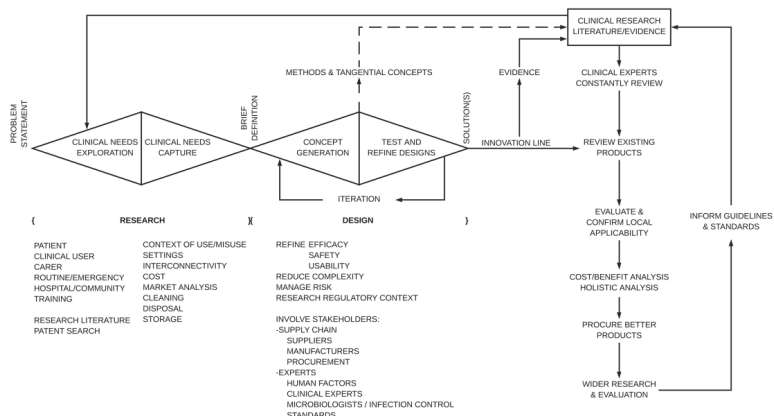 CLINICAL RESEARCH
LITERATURE/EVIDENCE
METHODS & TANGENTIAL CONCEPTS
EVIDENCE
CLINICAL EXPERTS
CONSTANTLY REVIEW
PROBLEM
STATEMENT
CLINICAL NEEDS
EXPLORATION
CLINICAL NEEDS
CAPTURE
BRIEF
DEFINITION
CONCEPT
GENERATION
TEST AND
REFINE DESIGNS
SOLUTION(S)
INNOVATION LINE
REVIEW EXISTING
PRODUCTS
ITERATION
EVALUATE &
CONFIRM LOCAL
APPLICABILITY
INFORM GUIDELINES
& STANDARDS
COST/BENEFIT ANALYSIS
HOLISTIC ANALYSIS
PROCURE BETTER
PRODUCTS
WIDER RESEARCH
& EVALUATION
{ RESEARCH }{ DESIGN }
PATIENT
CLINICAL USER
CARER
ROUTINE/EMERGENCY
HOSPITAL/COMMUNITY
TRAINING
RESEARCH LITERATURE
PATENT SEARCH
CONTEXT OF USE/MISUSE
SETTINGS
INTERCONNECTIVITY
COST
MARKET ANALYSIS
CLEANING
DISPOSAL
STORAGE
REFINE EFFICACY
SAFETY
USABILITY
REDUCE COMPLEXITY
MANAGE RISK
RESEARCH REGULATORY CONTEXT
INVOLVE STAKEHOLDERS:
-SUPPLY CHAIN
SUPPLIERS
MANUFACTURERS
PROCUREMENT
-EXPERTS
HUMAN FACTORS
CLINICAL EXPERTS
MICROBIOLOGISTS / INFECTION CONTROL
STANDARDS